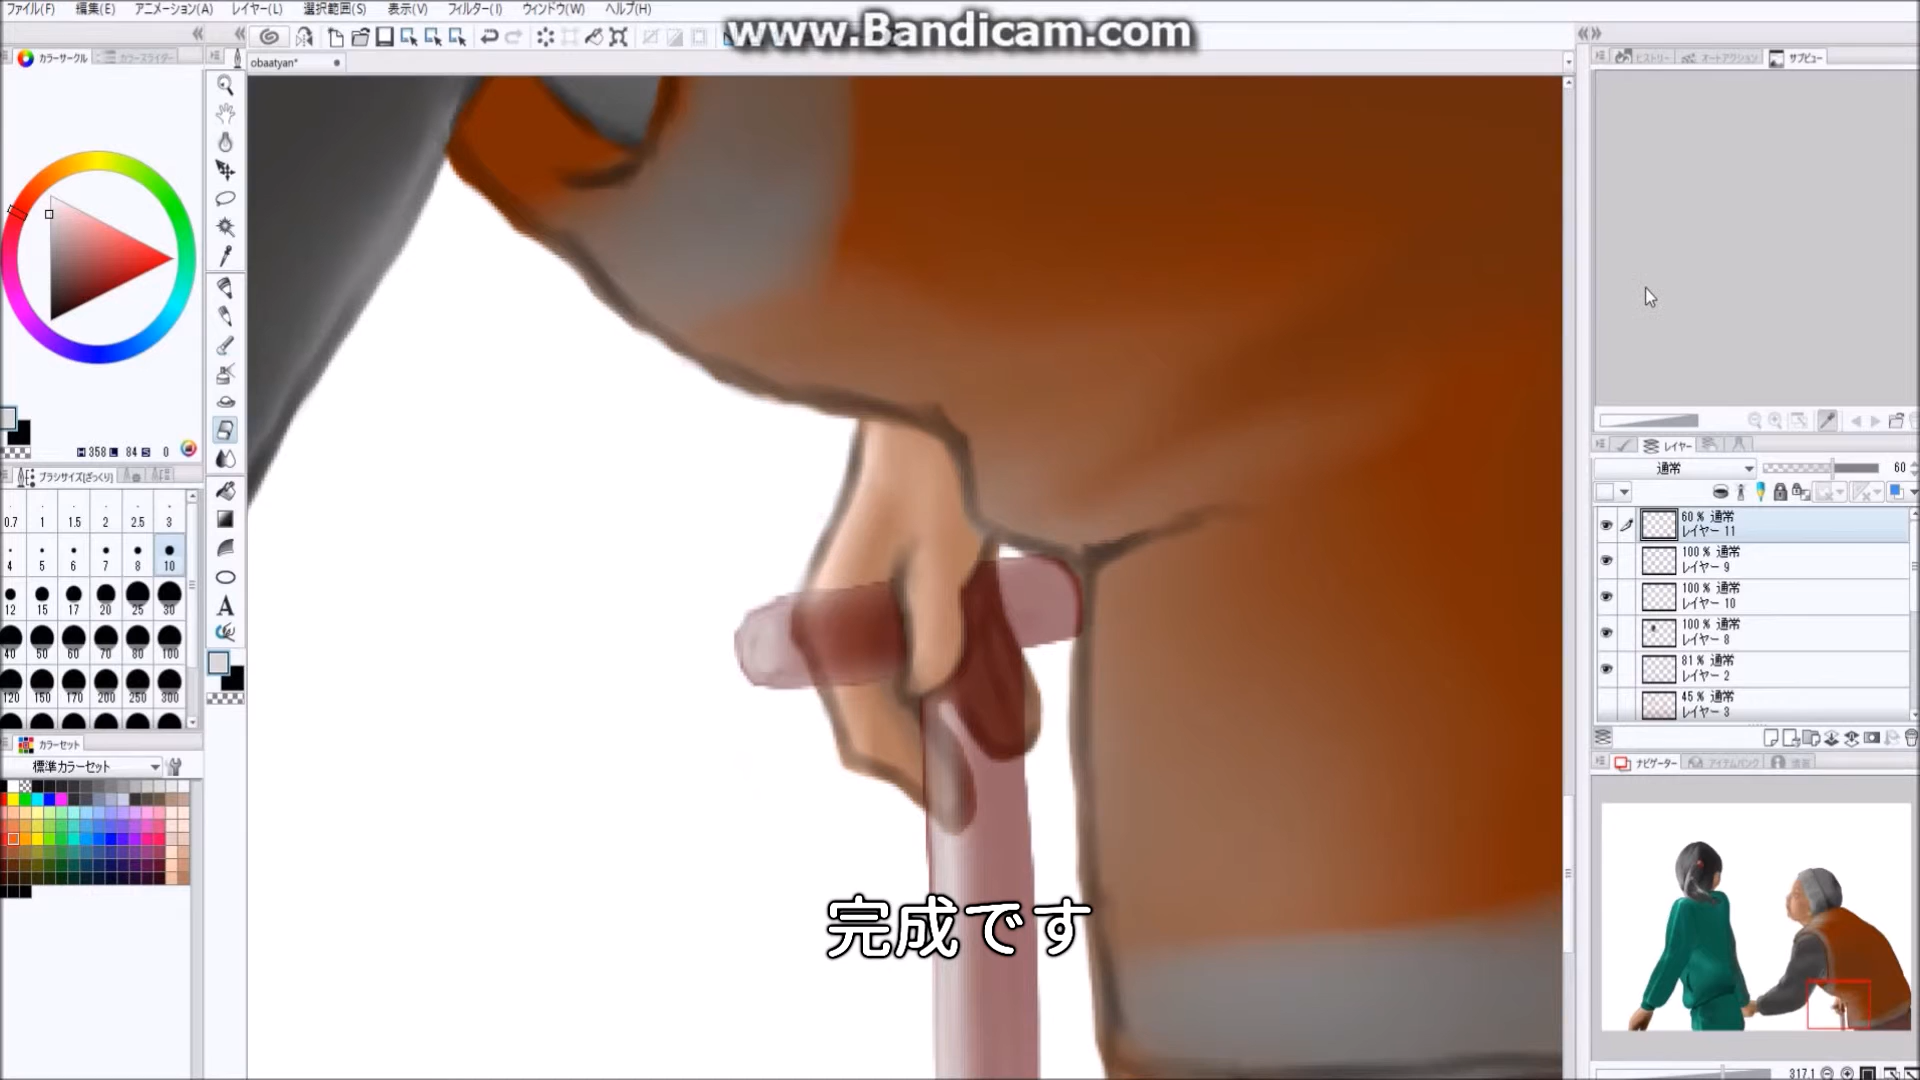 ファイル(F) 編集(E) アニメーション(A) レイヤー(L) 選択範囲(S) 表示(V) フィルター(I) ウィンドウ(W) ヘルプ(H)
www.Bandicam.com
カラーサークル カラースライダー
obaatyan*
ヒストリー オートアクション サブビュー
H 358 L 84 S 0
ブラシサイズ[ざっくり]
0.7 1 1.5 2 2.5 3
4 5 6 7 8 10
12 15 17 20 25 30
40 50 60 70 80 100
120 150 170 200 250 300
カラーセット
標準カラーセット
A
レイヤー
通常 60
60 % 通常
レイヤー 11
100 % 通常
レイヤー 9
100 % 通常
レイヤー 10
100 % 通常
レイヤー 8
81 % 通常
レイヤー 2
45 % 通常
レイヤー 3
ナビゲーター アイテムバンク 情報
317.1
完成です